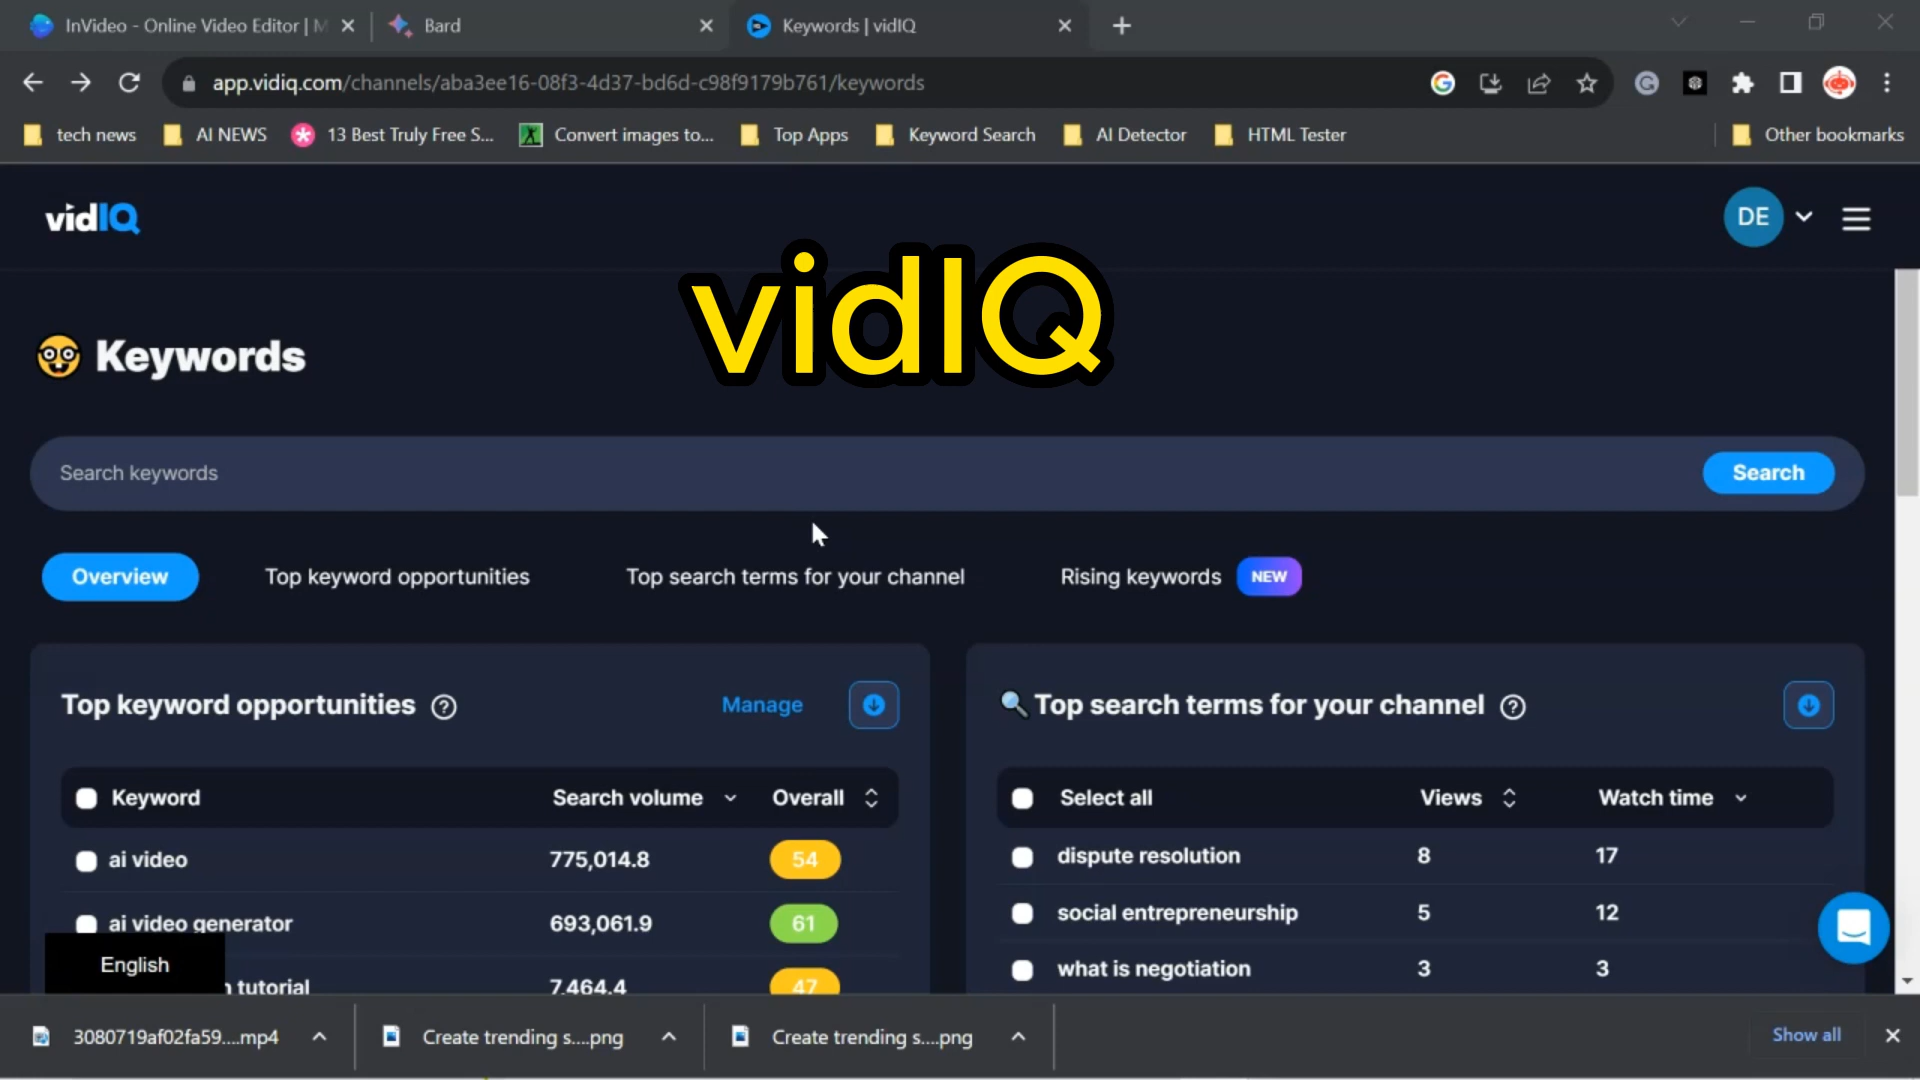 InVideo - Online Video Editor | M
Bard
Keywords | vidIQ
app.vidiq.com/channels/aba3ee16-08f3-4d37-bd6d-c98f9179b761/keywords
tech news
AI NEWS
13 Best Truly Free S...
Convert images to...
Top Apps
Keyword Search
AI Detector
HTML Tester
Other bookmarks
vidIQ
DE
vidIQ
Keywords
Search keywords
Search
Overview
Top keyword opportunities
Top search terms for your channel
Rising keywords NEW
Top keyword opportunities
Manage
Keyword Search volume Overall
ai video 775,014.8 54
ai video generator 693,061.9 61
tutorial 7,464.4 47
Top search terms for your channel
Select all Views Watch time
dispute resolution 8 17
social entrepreneurship 5 12
what is negotiation 3 3
English
3080719af02fa59....mp4
Create trending s....png
Create trending s....png
Show all